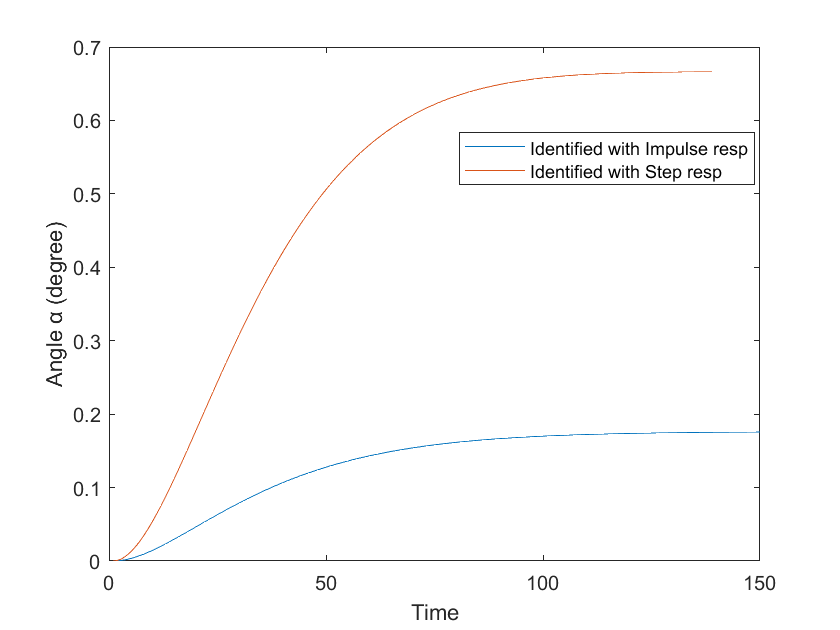 0.7
0.6
0.5
0.4
0.3
0.2
0.1
0
Angle α (degree)
Identified with Impulse resp
Identified with Step resp
0 50 100 150
Time